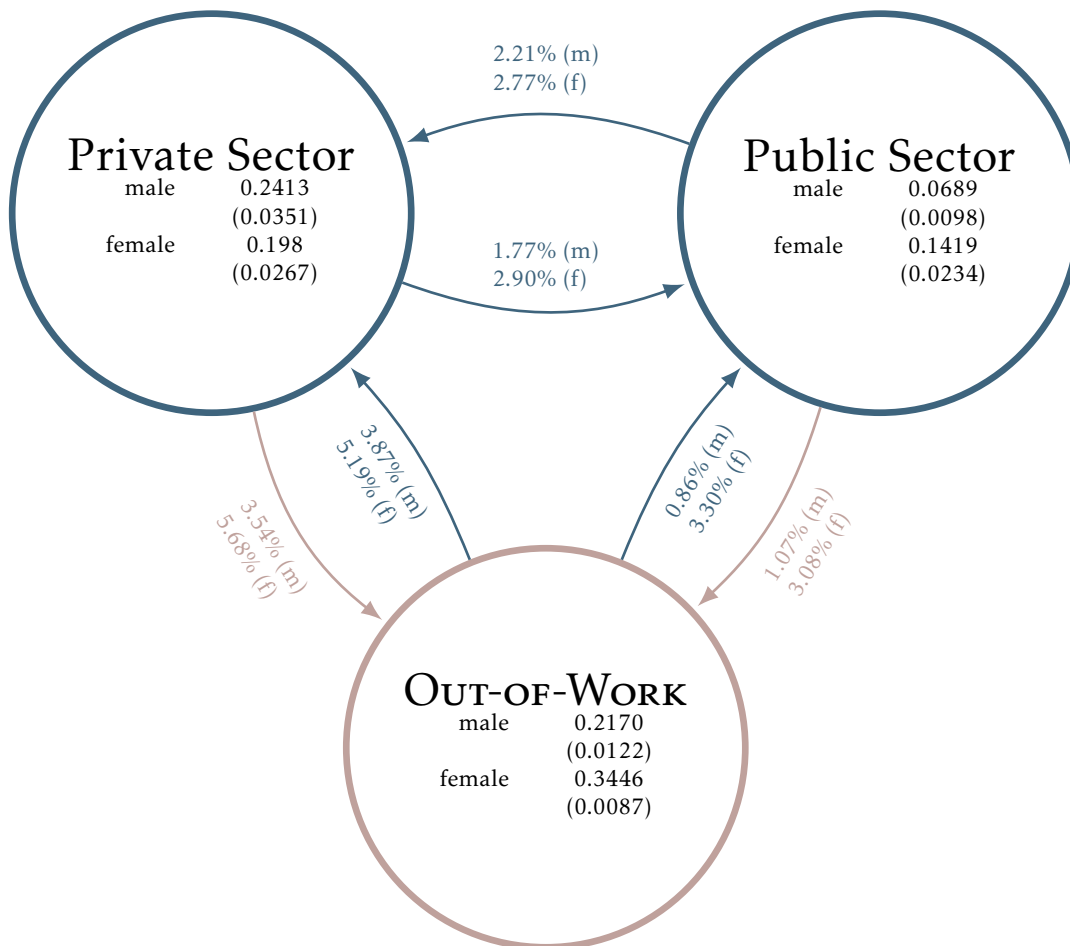 2.21% (m)
2.77% (f)
Private Sector
male 0.2413
(0.0351)
female 0.198
(0.0267)
Public Sector
male 0.0689
(0.0098)
female 0.1419
(0.0234)
1.77% (m)
2.90% (f)
3.54% (m)
5.68% (f)
3.87% (m)
5.19% (f)
0.86% (m)
3.30% (f)
1.07% (m)
3.08% (f)
Out-of-Work
male 0.2170
(0.0122)
female 0.3446
(0.0087)